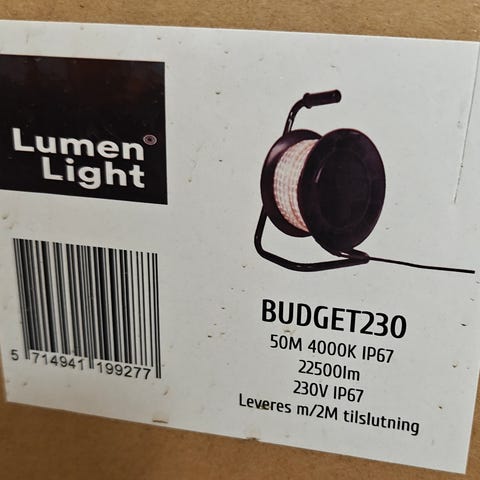 Lumen
Light
5 714941 199277
BUDGET230
50M 4000K IP67
22500lm
230V IP67
Leveres m/2M tilslutning